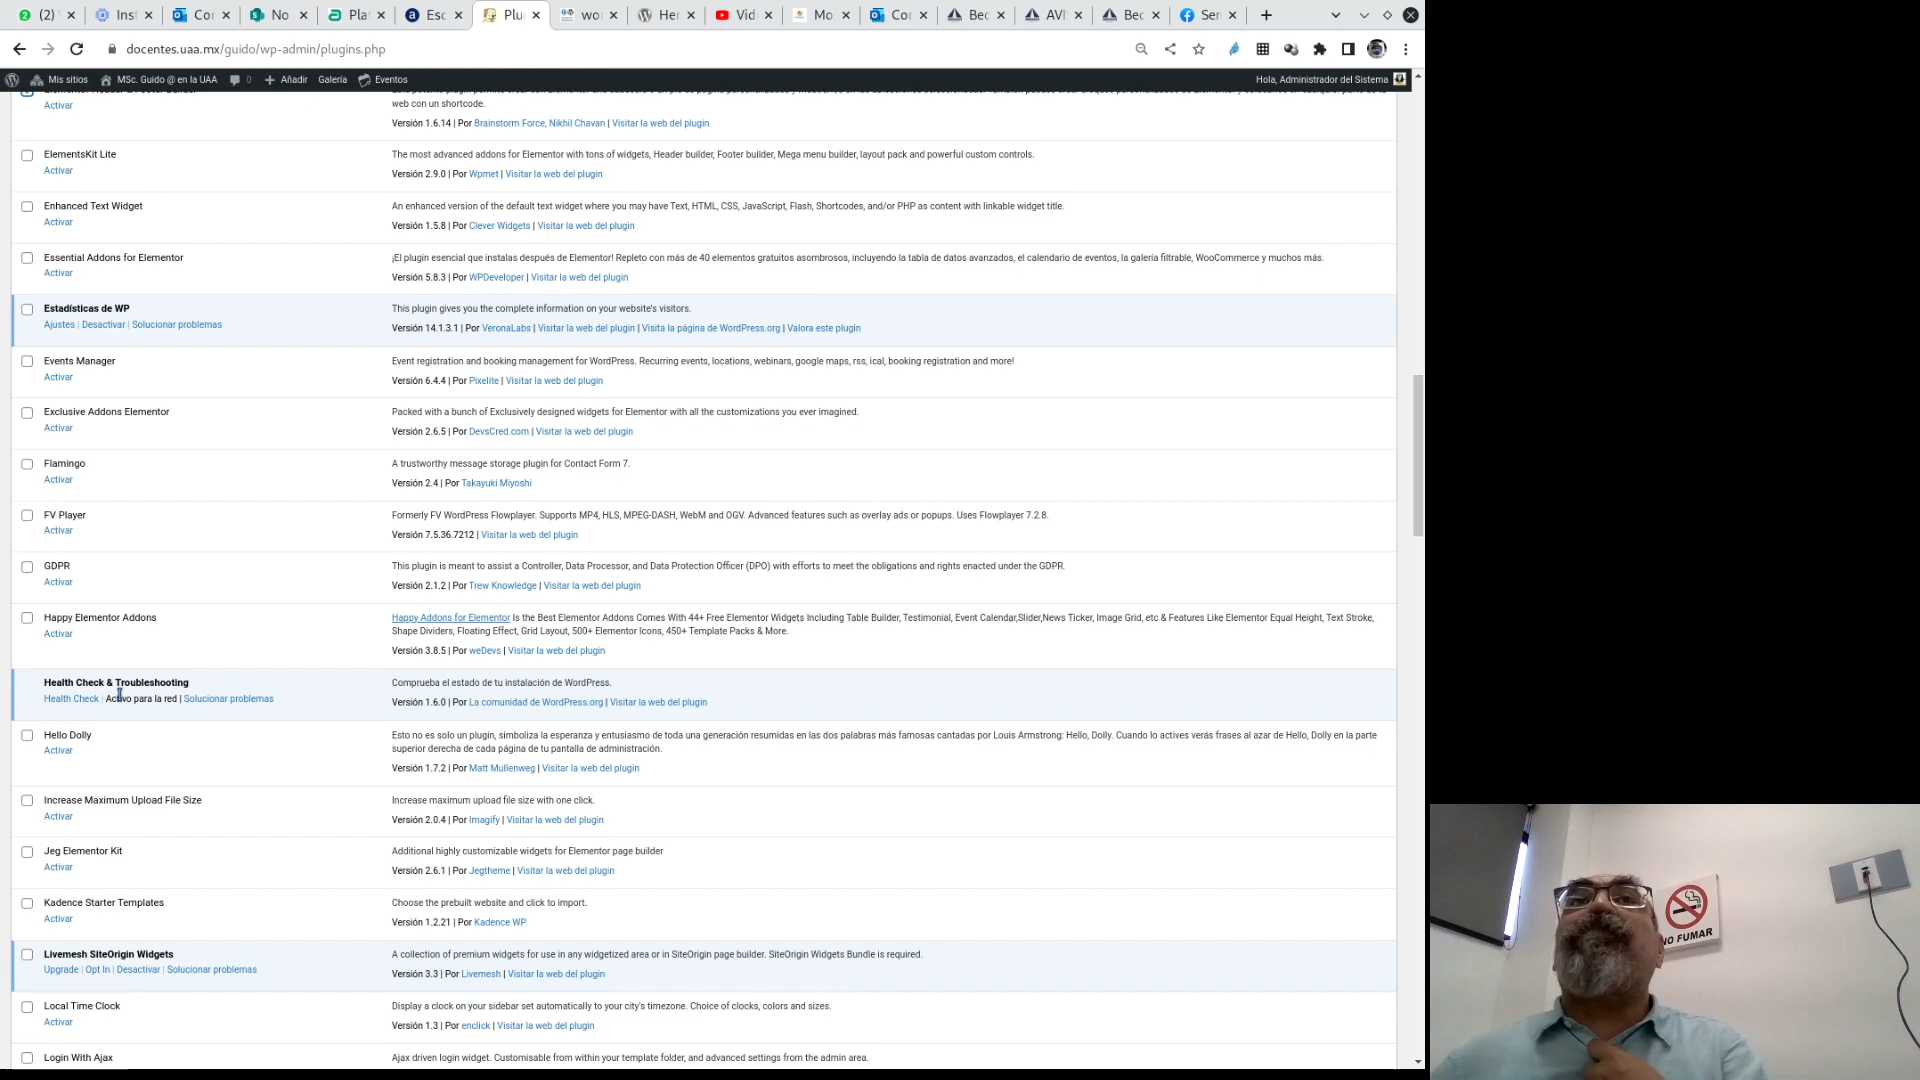 (2)
Inst
Cor
No
Pla
Esc
Plu
wor
Her
Vid
Mo
Cor
Bec
AVI
Bec
Ser
docentes.uaa.mx/guido/wp-admin/plugins.php
Mis sitios
MSc. Guido @ en la UAA
0
Añadir
Galería
Eventos
Hola, Administrador del Sistema
Activar
web con un shortcode.
Versión 1.6.14 | Por Brainstorm Force, Nikhil Chavan | Visitar la web del plugin
ElementsKit Lite
The most advanced addons for Elementor with tons of widgets, Header builder, Footer builder, Mega menu builder, layout pack and powerful custom controls.
Activar
Versión 2.9.0 | Por Wpmet | Visitar la web del plugin
Enhanced Text Widget
An enhanced version of the default text widget where you may have Text, HTML, CSS, JavaScript, Flash, Shortcodes, and/or PHP as content with linkable widget title.
Activar
Versión 1.5.8 | Por Clever Widgets | Visitar la web del plugin
Essential Addons for Elementor
¡El plugin esencial que instalas después de Elementor! Repleto con más de 40 elementos gratuitos asombrosos, incluyendo la tabla de datos avanzados, el calendario de eventos, la galería filtrable, WooCommerce y muchos más.
Activar
Versión 5.8.3 | Por WPDeveloper | Visitar la web del plugin
Estadísticas de WP
This plugin gives you the complete information on your website's visitors.
Ajustes | Desactivar | Solucionar problemas
Versión 14.1.3.1 | Por VeronaLabs | Visitar la web del plugin | Visita la página de WordPress.org | Valora este plugin
Events Manager
Event registration and booking management for WordPress. Recurring events, locations, webinars, google maps, rss, ical, booking registration and more!
Activar
Versión 6.4.4 | Por Pixelite | Visitar la web del plugin
Exclusive Addons Elementor
Packed with a bunch of Exclusively designed widgets for Elementor with all the customizations you ever imagined.
Activar
Versión 2.6.5 | Por DevsCred.com | Visitar la web del plugin
Flamingo
A trustworthy message storage plugin for Contact Form 7.
Activar
Versión 2.4 | Por Takayuki Miyoshi
FV Player
Formerly FV WordPress Flowplayer. Supports MP4, HLS, MPEG-DASH, WebM and OGV. Advanced features such as overlay ads or popups. Uses Flowplayer 7.2.8.
Activar
Versión 7.5.36.7212 | Visitar la web del plugin
GDPR
This plugin is meant to assist a Controller, Data Processor, and Data Protection Officer (DPO) with efforts to meet the obligations and rights enacted under the GDPR.
Activar
Versión 2.1.2 | Por Trew Knowledge | Visitar la web del plugin
Happy Elementor Addons
Happy Addons for Elementor Is the Best Elementor Addons Comes With 44+ Free Elementor Widgets Including Table Builder, Testimonial, Event Calendar,Slider,News Ticker, Image Grid, etc & Features Like Elementor Equal Height, Text Stroke,
Activar
Shape Dividers, Floating Effect, Grid Layout, 500+ Elementor Icons, 450+ Template Packs & More.
Versión 3.8.5 | Por weDevs | Visitar la web del plugin
Health Check & Troubleshooting
Comprueba el estado de tu instalación de WordPress.
Health Check | Activo para la red | Solucionar problemas
Versión 1.6.0 | Por La comunidad de WordPress.org | Visitar la web del plugin
Hello Dolly
Esto no es solo un plugin, simboliza la esperanza y entusiasmo de toda una generación resumidas en las dos palabras más famosas cantadas por Louis Armstrong: Hello, Dolly. Cuando lo actives verás frases al azar de Hello, Dolly en la parte
Activar
superior derecha de cada página de tu pantalla de administración.
Versión 1.7.2 | Por Matt Mullenweg | Visitar la web del plugin
Increase Maximum Upload File Size
Increase maximum upload file size with one click.
Activar
Versión 2.0.4 | Por Imagify | Visitar la web del plugin
Jeg Elementor Kit
Additional highly customizable widgets for Elementor page builder
Activar
Versión 2.6.1 | Por Jegtheme | Visitar la web del plugin
Kadence Starter Templates
Choose the prebuilt website and click to import.
Activar
Versión 1.2.21 | Por Kadence WP
Livemesh SiteOrigin Widgets
A collection of premium widgets for use in any widgetized area or in SiteOrigin page builder. SiteOrigin Widgets Bundle is required.
Upgrade | Opt In | Desactivar | Solucionar problemas
Versión 3.3 | Por Livemesh | Visitar la web del plugin
Local Time Clock
Display a clock on your sidebar set automatically to your city's timezone. Choice of clocks, colors and sizes.
Activar
Versión 1.3 | Por enclick | Visitar la web del plugin
Login With Ajax
Ajax driven login widget. Customisable from within your template folder, and advanced settings from the admin area.
NO FUMAR